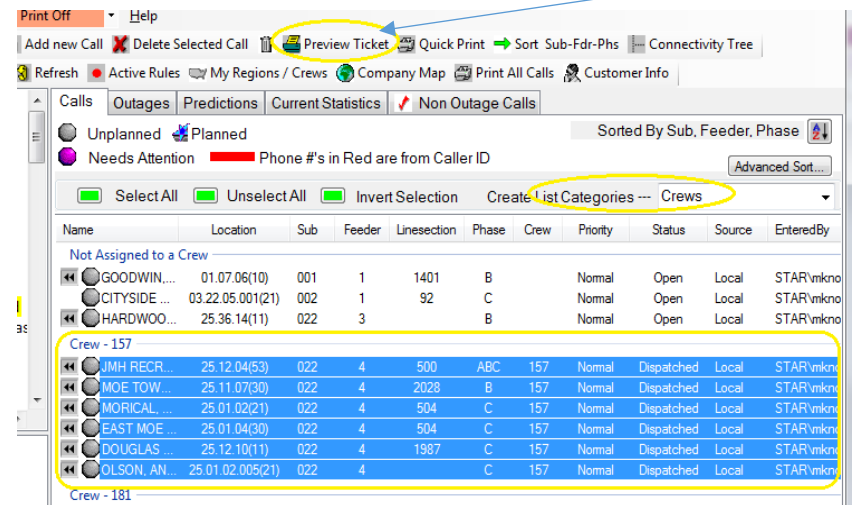 Print Off Help
Add new Call Delete Selected Call Preview Ticket Quick Print Sort Sub-Fdr-Phs Connectivity Tree
Refresh Active Rules My Regions / Crews Company Map Print All Calls Customer Info
Calls Outages Predictions Current Statistics Non Outage Calls
Unplanned Planned Sorted By Sub, Feeder, Phase
Needs Attention Phone #'s in Red are from Caller ID Advanced Sort...
Select All Unselect All Invert Selection Create List Categories --- Crews
Name Location Sub Feeder Linesection Phase Crew Priority Status Source EnteredBy
Not Assigned to a Crew
GOODWIN,... 01.07.06(10) 001 1 1401 B Normal Open Local STAR\mkno
CITYSIDE ... 03.22.05.001(21) 002 1 92 C Normal Open Local STAR\mkno
HARDWOO... 25.36.14(11) 022 3 B Normal Open Local STAR\mkno
Crew - 157
JMH RECR... 25.12.04(53) 022 4 500 ABC 157 Normal Dispatched Local STAR\mkno
MOE TOW... 25.11.07(30) 022 4 2028 B 157 Normal Dispatched Local STAR\mkno
MORICAL, ... 25.01.02(21) 022 4 504 C 157 Normal Dispatched Local STAR\mkno
EAST MOE ... 25.01.04(30) 022 4 504 C 157 Normal Dispatched Local STAR\mkno
DOUGLAS ... 25.12.10(11) 022 4 1987 C 157 Normal Dispatched Local STAR\mkno
OLSON, AN... 25.01.02.005(21) 022 4 C 157 Normal Dispatched Local STAR\mkno
Crew - 181